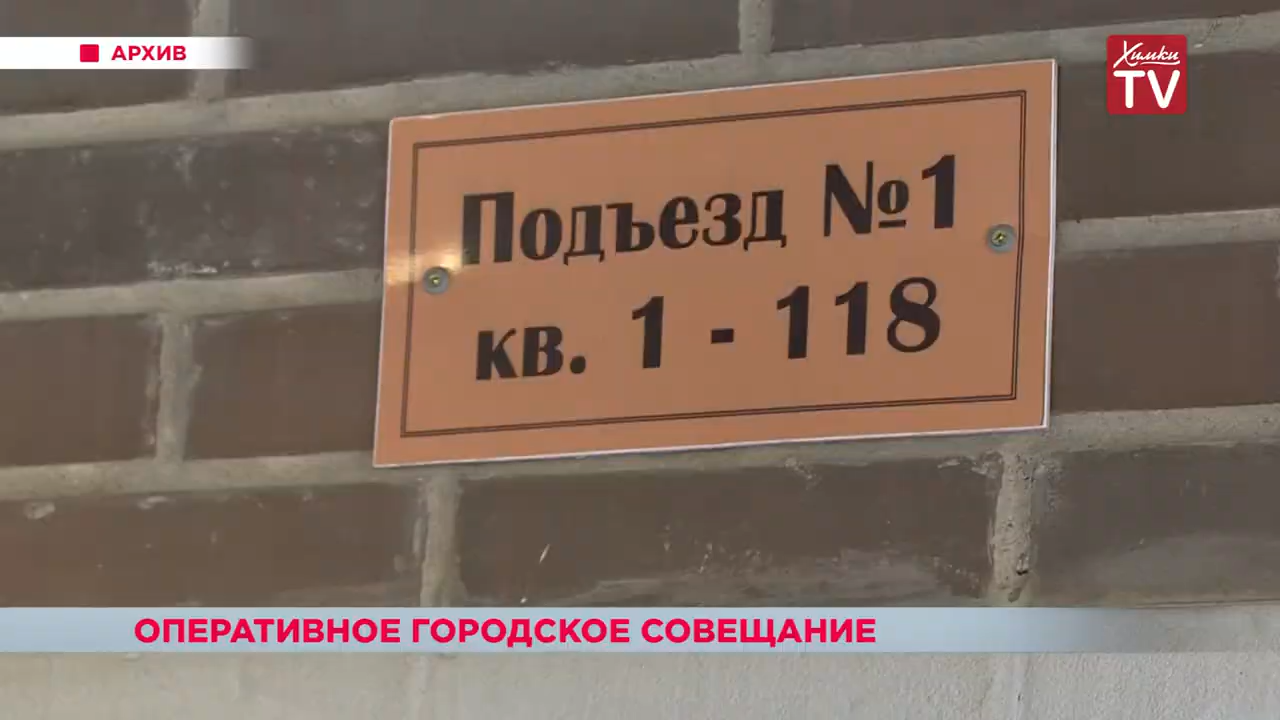 АРХИВ
Химки
TV
Подъезд №1
кв. 1 - 118
ОПЕРАТИВНОЕ ГОРОДСКОЕ СОВЕЩАНИЕ